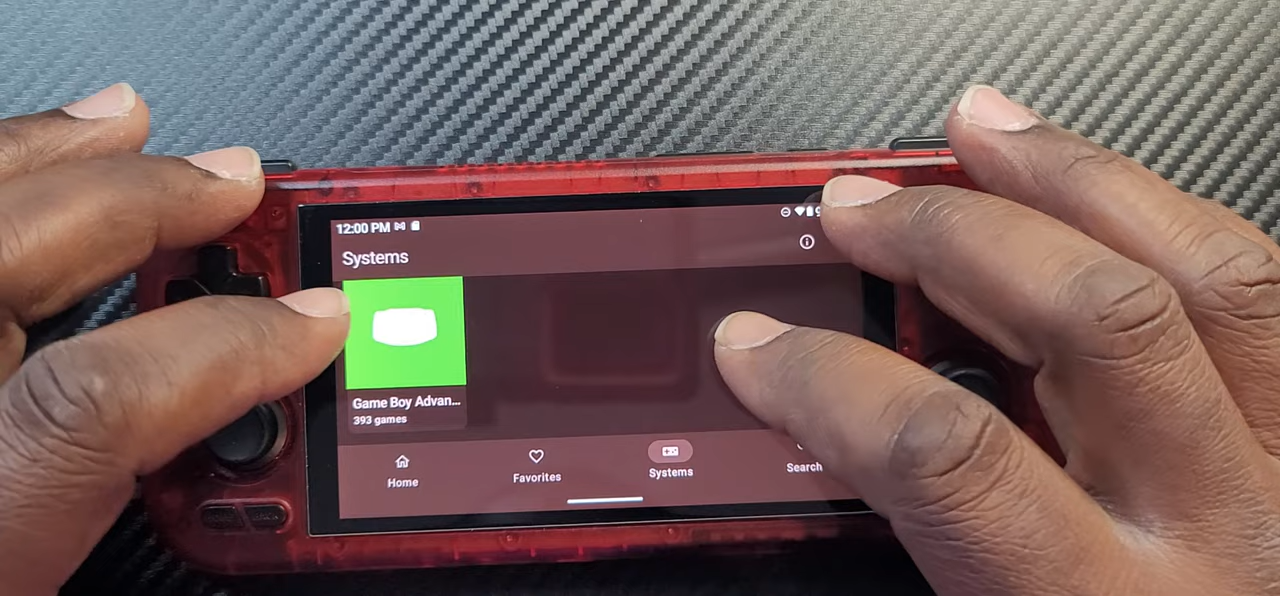 12:00 PM
Systems
Game Boy Advan...
393 games
Home
Favorites
Systems
Search